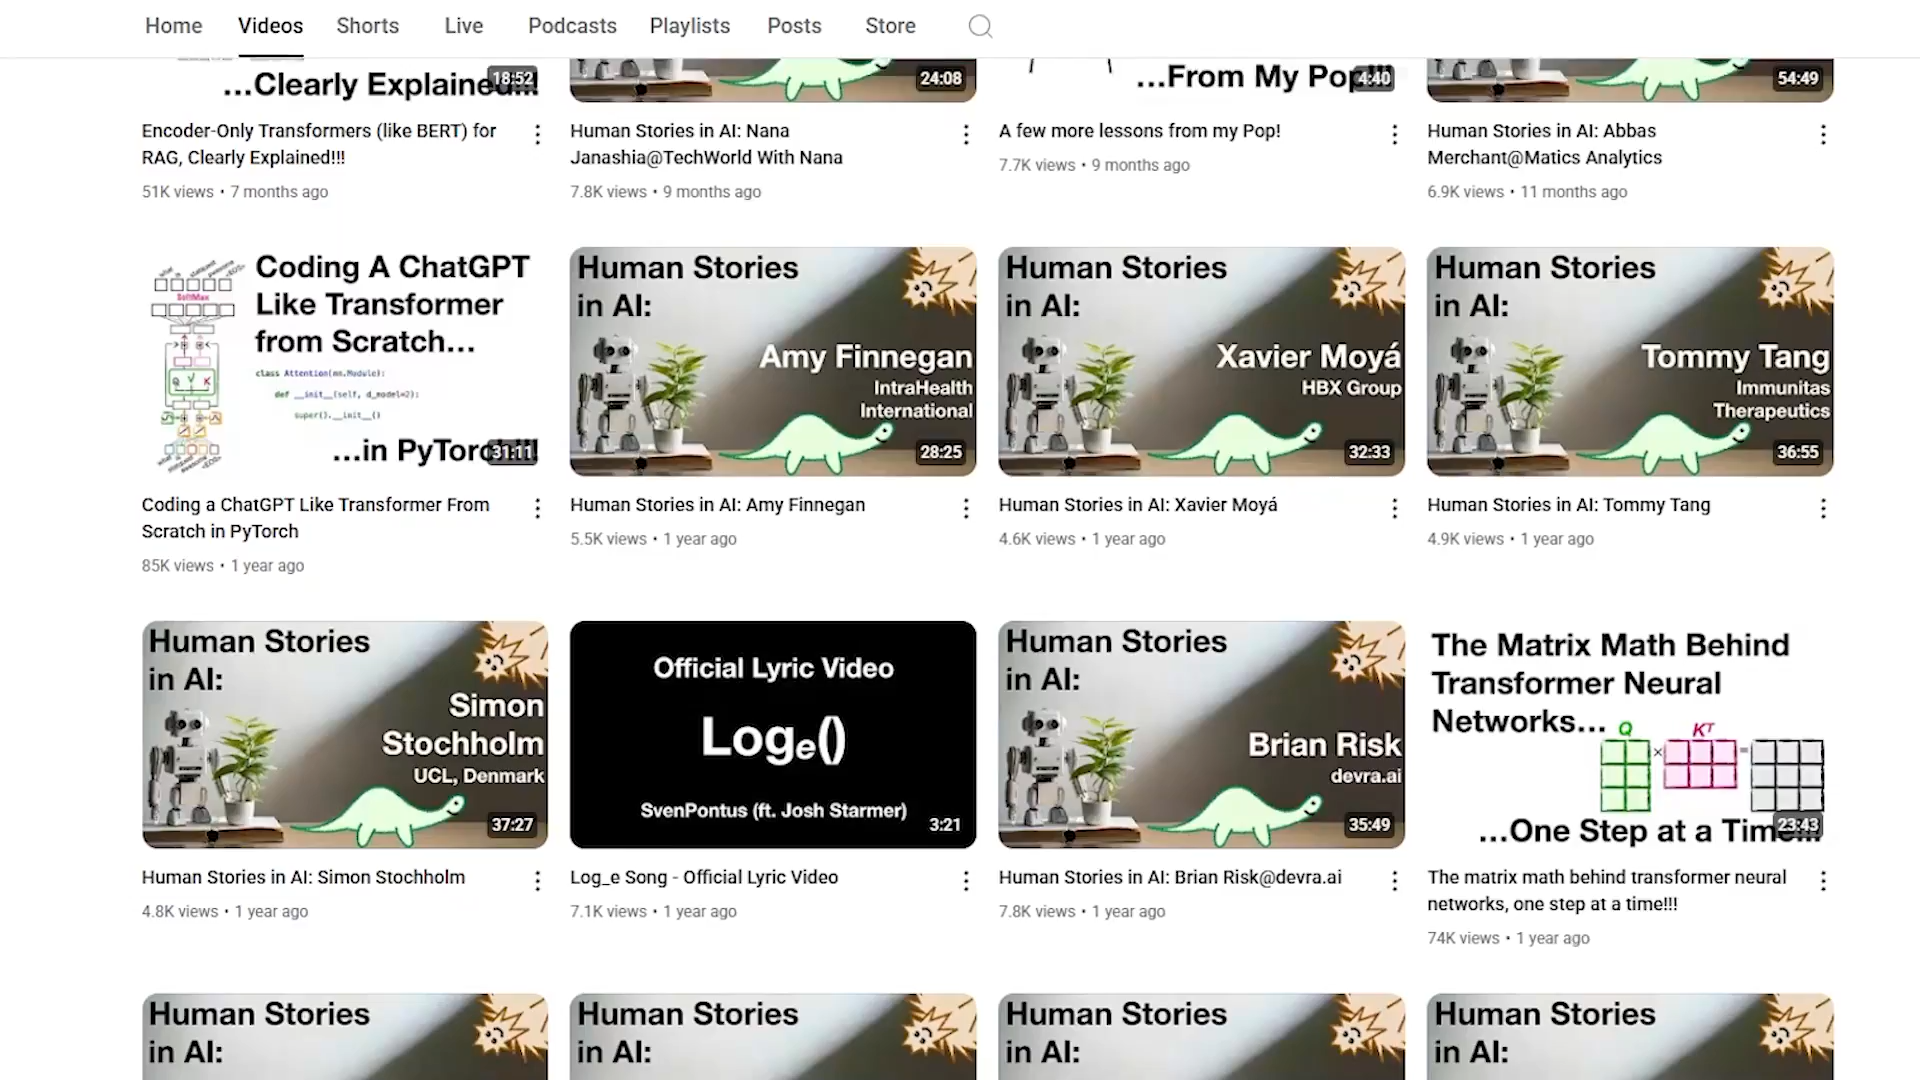 Home Videos Shorts Live Podcasts Playlists Posts Store
...Clearly Explained!!!
18:52
24:08
...From My Pop!!!
4:40
54:49
Encoder-Only Transformers (like BERT) for
RAG, Clearly Explained!!!
51K views • 7 months ago
Human Stories in AI: Nana
Janashia@TechWorld With Nana
7.8K views • 9 months ago
A few more lessons from my Pop!
7.7K views • 9 months ago
Human Stories in AI: Abbas
Merchant@Matics Analytics
6.9K views • 11 months ago
Coding A ChatGPT
Like Transformer
from Scratch...
SoftMax
Q V K
class Attention(nn.Module):
def __init__(self, d_model=2):
super().__init__()
...in PyTorch!!!
31:11
Human Stories
in AI:
Amy Finnegan
IntraHealth
International
28:25
Human Stories
in AI:
Xavier Moyá
HBX Group
32:33
Human Stories
in AI:
Tommy Tang
Immunitas
Therapeutics
36:55
Coding a ChatGPT Like Transformer From
Scratch in PyTorch
85K views • 1 year ago
Human Stories in AI: Amy Finnegan
5.5K views • 1 year ago
Human Stories in AI: Xavier Moyá
4.6K views • 1 year ago
Human Stories in AI: Tommy Tang
4.9K views • 1 year ago
Human Stories
in AI:
Simon
Stochholm
UCL, Denmark
37:27
Official Lyric Video
Logₑ()
SvenPontus (ft. Josh Starmer)
3:21
Human Stories
in AI:
Brian Risk
devra.ai
35:49
The Matrix Math Behind
Transformer Neural
Networks...
Q × Kᵀ =
...One Step at a Time!!!
23:43
Human Stories in AI: Simon Stochholm
4.8K views • 1 year ago
Log_e Song - Official Lyric Video
7.1K views • 1 year ago
Human Stories in AI: Brian Risk@devra.ai
7.8K views • 1 year ago
The matrix math behind transformer neural
networks, one step at a time!!!
74K views • 1 year ago
Human Stories
in AI:
Human Stories
in AI:
Human Stories
in AI:
Human Stories
in AI: